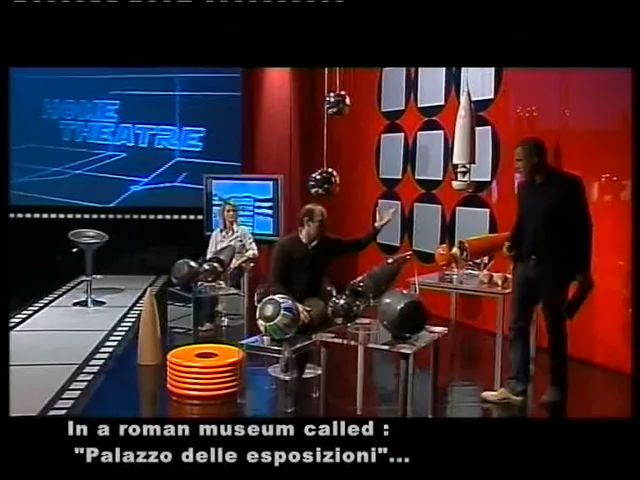 HOME
THEATRE
In a roman museum called :
"Palazzo delle esposizioni"...